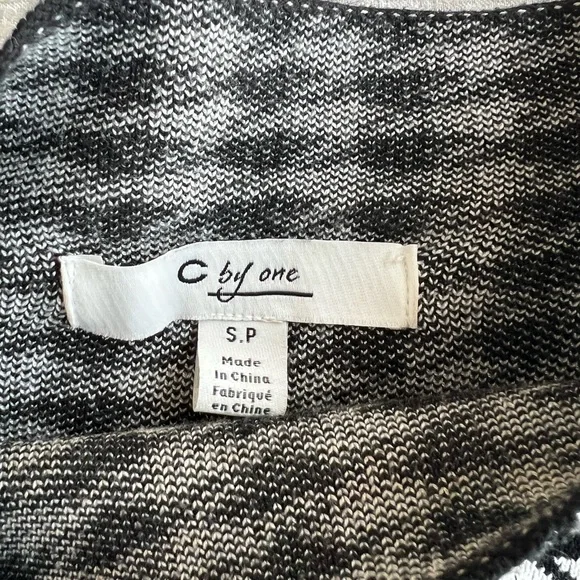 C by one
S.P
Made
In China
Fabriqué
en Chine